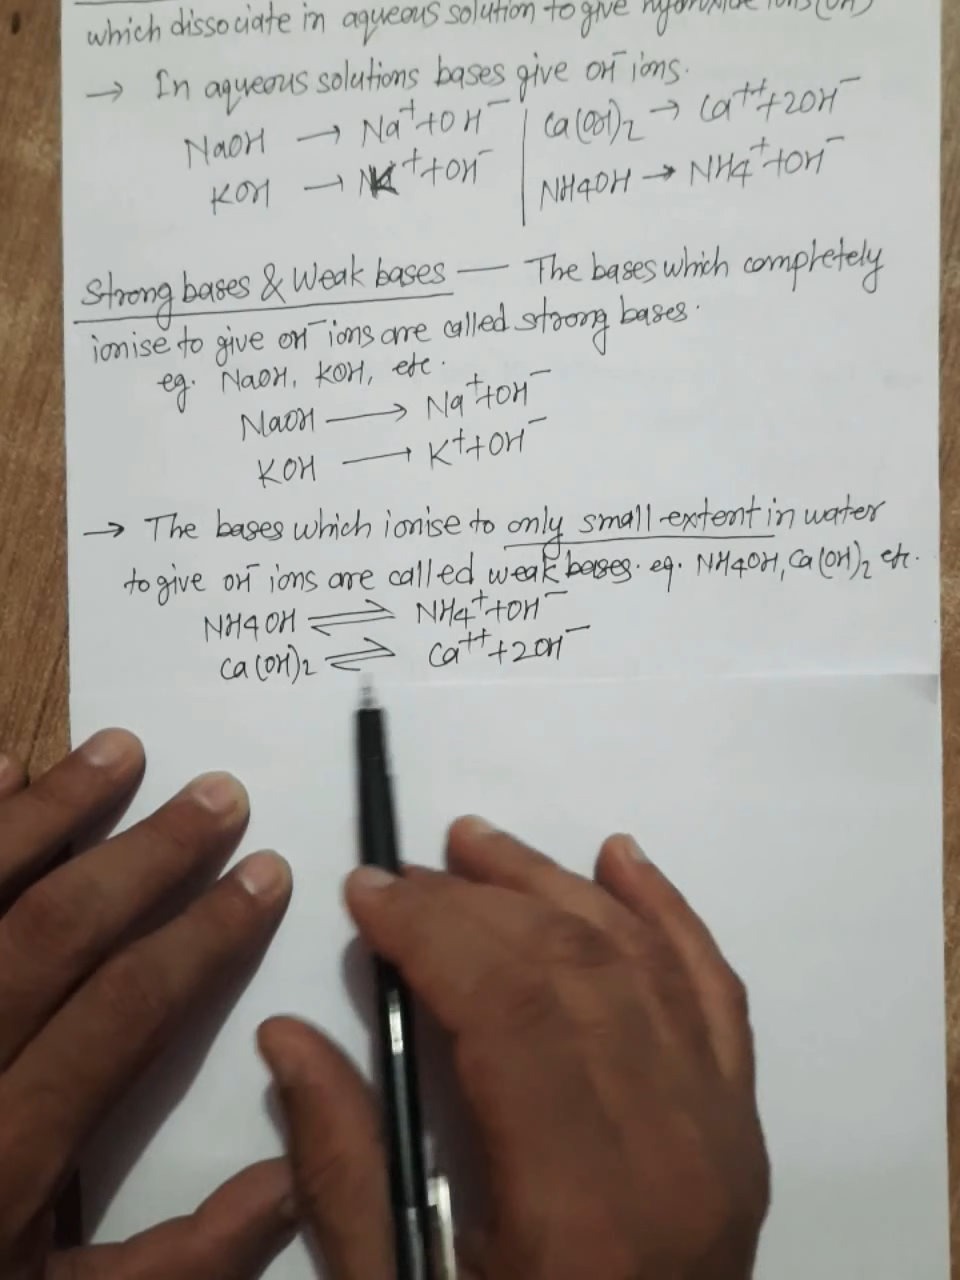 which dissociate in aqueous solution to give hydroxide ions (OH)
→ In aqueous solutions bases give OH⁻ ions.
NaOH → Na⁺+OH⁻ | Ca(OH)₂ → Ca⁺⁺+2OH⁻
KOH → K⁺+OH⁻ | NH4OH → NH4⁺+OH⁻
Strong bases & Weak bases — The bases which completely
ionise to give OH⁻ ions are called strong bases.
eg. NaOH, KOH, etc.
NaOH → Na⁺+OH⁻
KOH → K⁺+OH⁻
→ The bases which ionise to only small extent in water
to give OH⁻ ions are called weak bases. eg. NH4OH, Ca(OH)₂ etc.
NH4OH ⇌ NH4⁺+OH⁻
Ca(OH)₂ ⇌ Ca⁺⁺+2OH⁻